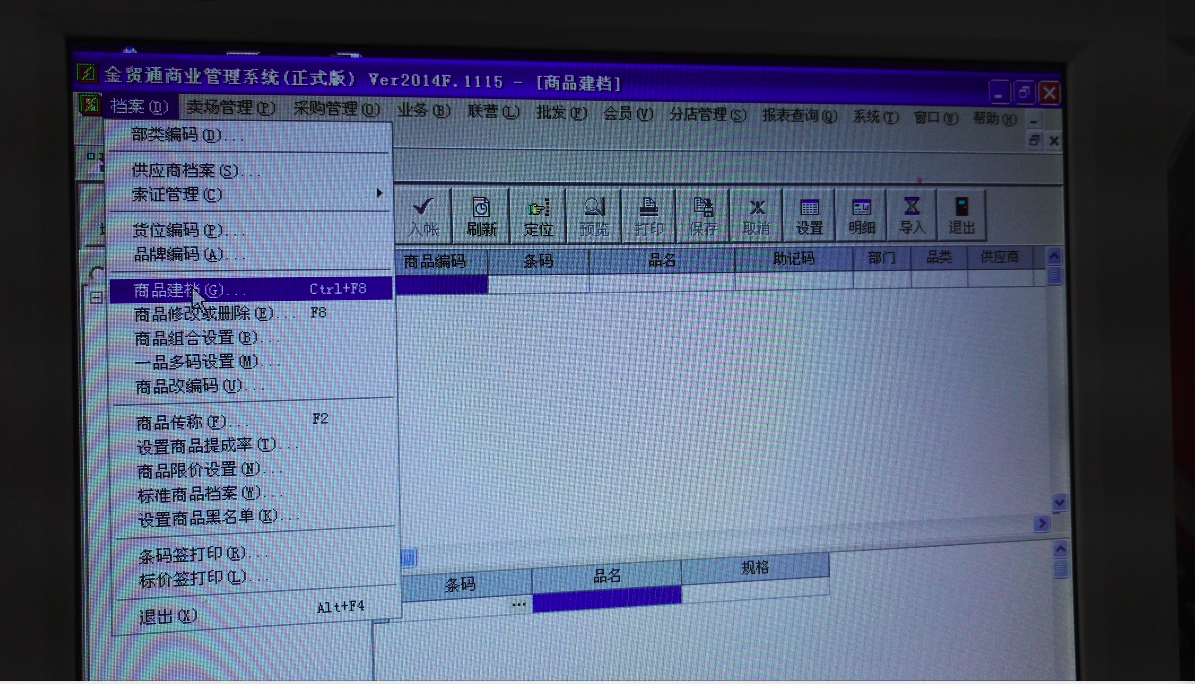 金贸通商业管理系统(正式版) Ver2014F.1115 - [商品建档]
档案(D) 卖场管理(P) 采购管理(O) 业务(B) 联营(L) 批发(F) 会员(V) 分店管理(S) 报表查询(Q) 系统(T) 窗口(W) 帮助(H)
部类编码(D)...
供应商档案(S)...
索证管理(C)
货位编码(P)...
品牌编码(A)...
商品建档(G)... Ctrl+F8
商品修改或删除(E)... F8
商品组合设置(B)...
一品多码设置(M)...
商品改编码(U)...
商品传称(F)... F2
设置商品提成率(T)...
商品限价设置(N)...
标准商品档案(W)...
设置商品黑名单(K)...
条码签打印(R)...
标价签打印(L)...
退出(X) Alt+F4
入帐 刷新 定位 预览 打印 保存 取消 设置 明细 导入 退出
商品编码 条码 品名 助记码 部门 品类 供应商
条码 品名 规格
...